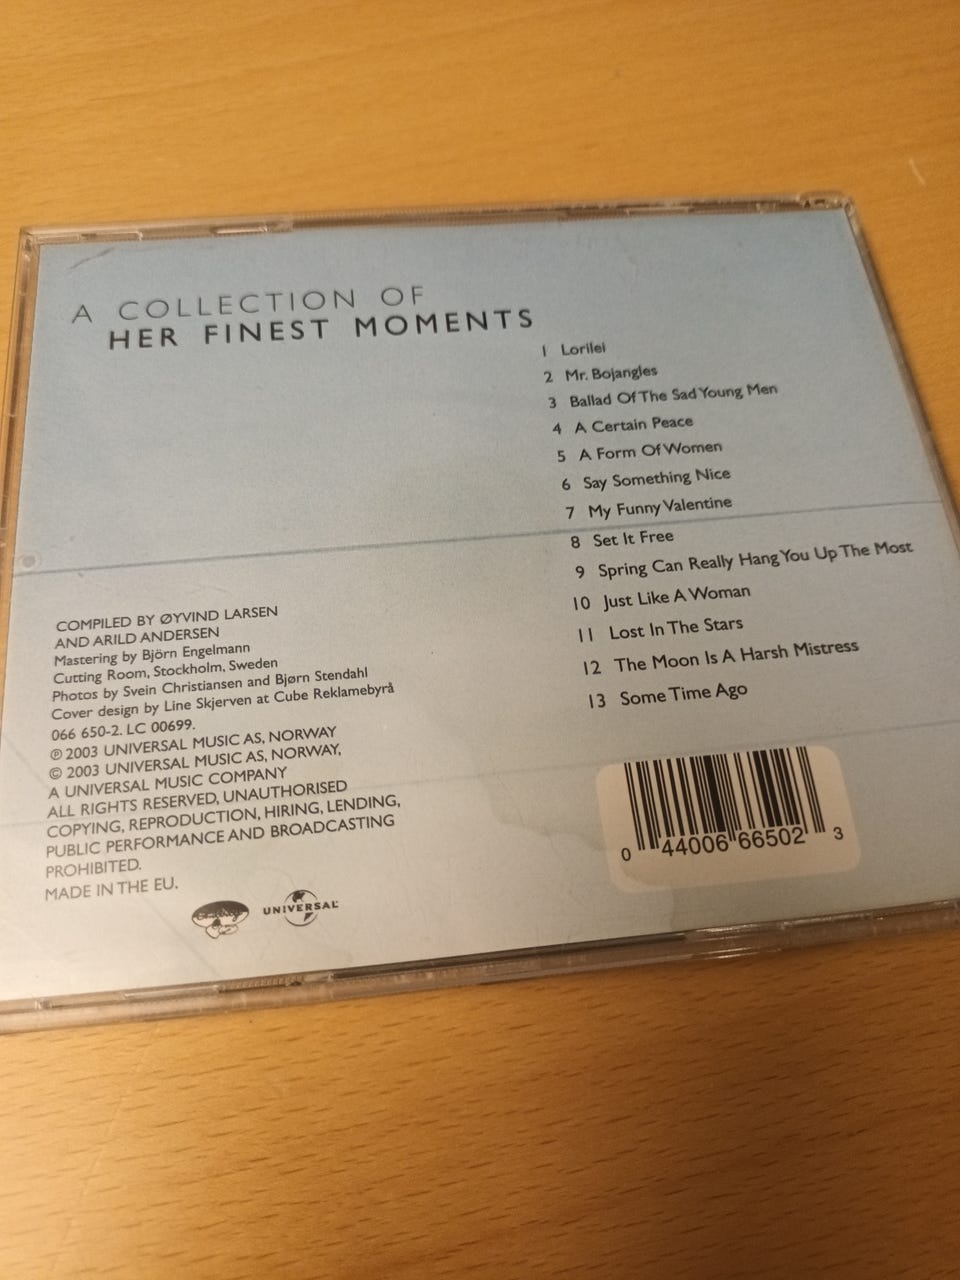 A COLLECTION OF
HER FINEST MOMENTS
1 Lorilei
2 Mr. Bojangles
3 Ballad Of The Sad Young Men
4 A Certain Peace
5 A Form Of Women
6 Say Something Nice
7 My Funny Valentine
8 Set It Free
9 Spring Can Really Hang You Up The Most
10 Just Like A Woman
11 Lost In The Stars
12 The Moon Is A Harsh Mistress
13 Some Time Ago
COMPILED BY ØYVIND LARSEN
AND ARILD ANDERSEN
Mastering by Björn Engelmann
Cutting Room, Stockholm, Sweden
Photos by Svein Christiansen and Bjørn Stendahl
Cover design by Line Skjerven at Cube Reklamebyrå
066 650-2. LC 00699.
℗ 2003 UNIVERSAL MUSIC AS, NORWAY
© 2003 UNIVERSAL MUSIC AS, NORWAY,
A UNIVERSAL MUSIC COMPANY
ALL RIGHTS RESERVED, UNAUTHORISED
COPYING, REPRODUCTION, HIRING, LENDING,
PUBLIC PERFORMANCE AND BROADCASTING
PROHIBITED.
MADE IN THE EU.
UNIVERSAL
0 44006 66502 3